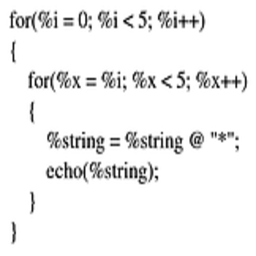 for(%i = 0; %i < 5; %i++)
{
for(%x = %i; %x < 5; %x++)
{
%string = %string @ "*";
echo(%string);
}
}